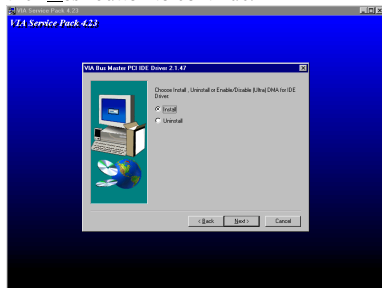 VIA Service Pack 4.23
VIA Service Pack 4.23
VIA Bus Master PCI IDE Driver 2.1.47
Choose Install , Uninstall or Enable/Disable (Ultra) DMA for IDE
Driver.
Install
Uninstall
< Back
Next >
Cancel